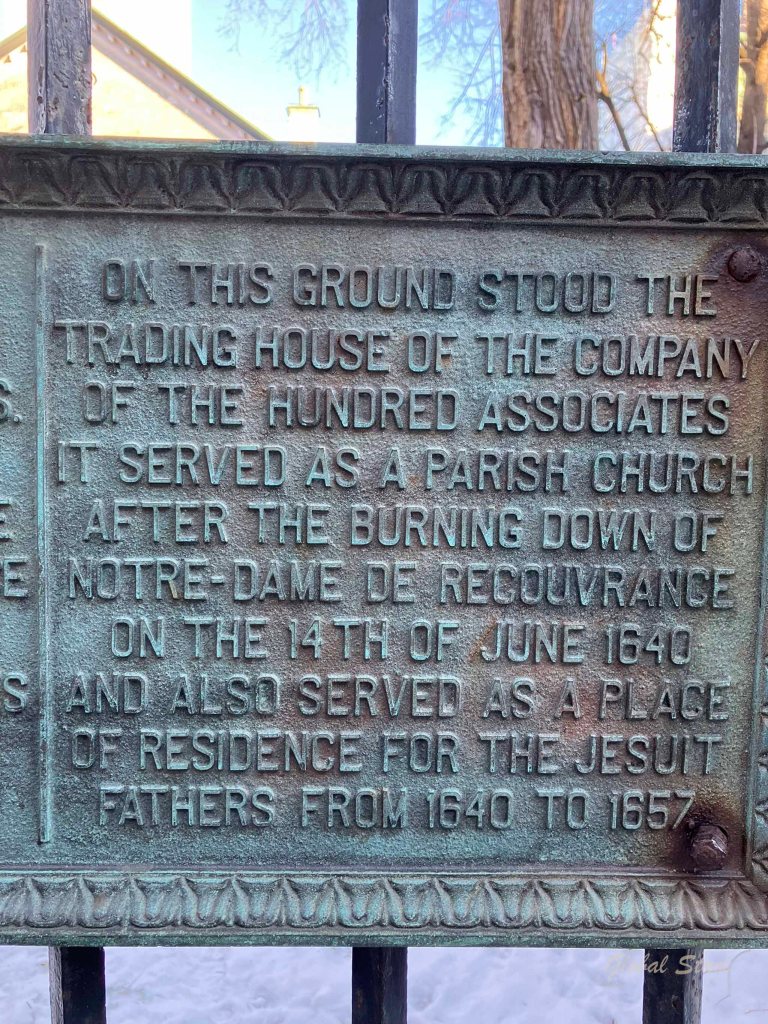 ON THIS GROUND STOOD THE
TRADING HOUSE OF THE COMPANY
S. OF THE HUNDRED ASSOCIATES
IT SERVED AS A PARISH CHURCH
E AFTER THE BURNING DOWN OF
E NOTRE-DAME DE RECOUVRANCE
ON THE 14TH OF JUNE 1640
S AND ALSO SERVED AS A PLACE
OF RESIDENCE FOR THE JESUIT
FATHERS FROM 1640 TO 1657